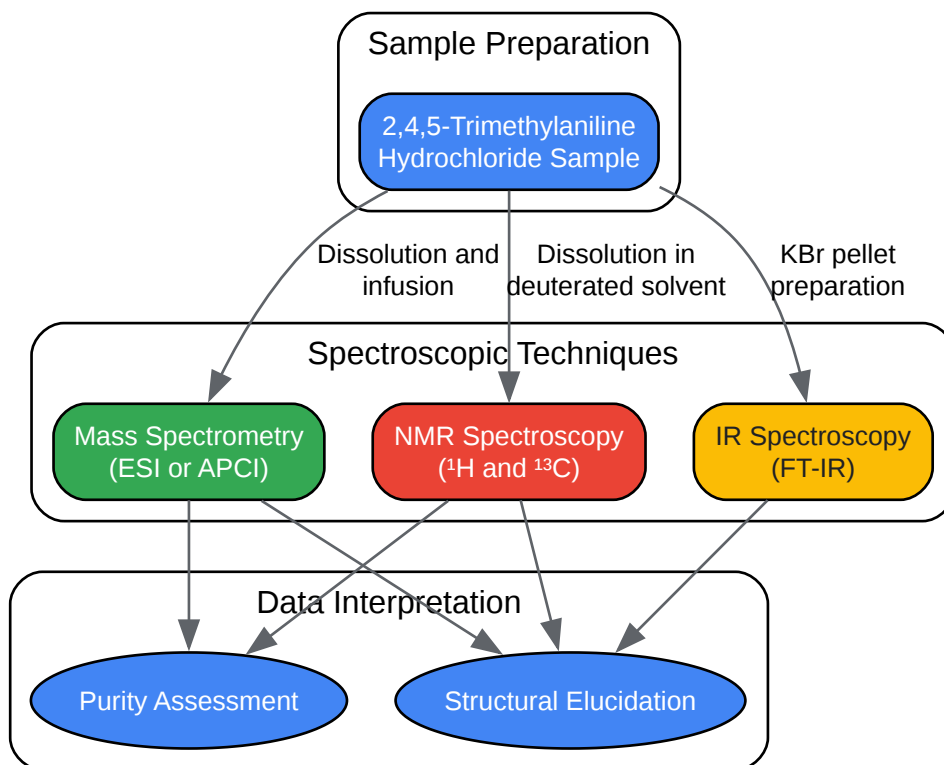 Sample Preparation
2,4,5-Trimethylaniline
Hydrochloride Sample
Dissolution and
infusion
Dissolution in
deuterated solvent
KBr pellet
preparation
Spectroscopic Techniques
Mass Spectrometry
(ESI or APCI)
NMR Spectroscopy
(¹H and ¹³C)
IR Spectroscopy
(FT-IR)
Data Interpretation
Purity Assessment
Structural Elucidation